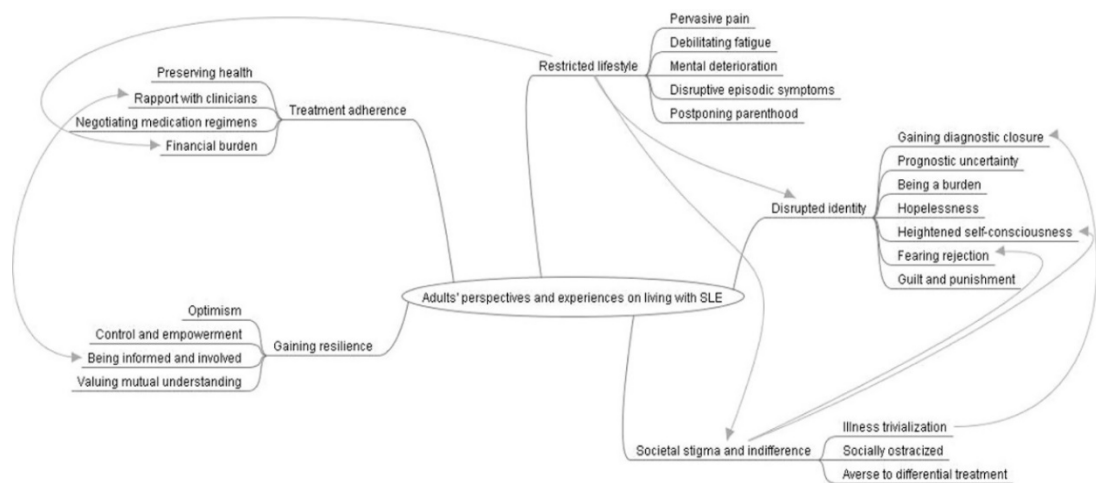 Restricted lifestyle
Pervasive pain
Debilitating fatigue
Mental deterioration
Disruptive episodic symptoms
Postponing parenthood
Treatment adherence
Preserving health
Rapport with clinicians
Negotiating medication regimens
Financial burden
Disrupted identity
Gaining diagnostic closure
Prognostic uncertainty
Being a burden
Hopelessness
Heightened self-consciousness
Fearing rejection
Guilt and punishment
Adults' perspectives and experiences on living with SLE
Gaining resilience
Optimism
Control and empowerment
Being informed and involved
Valuing mutual understanding
Societal stigma and indifference
Illness trivialization
Socially ostracized
Averse to differential treatment